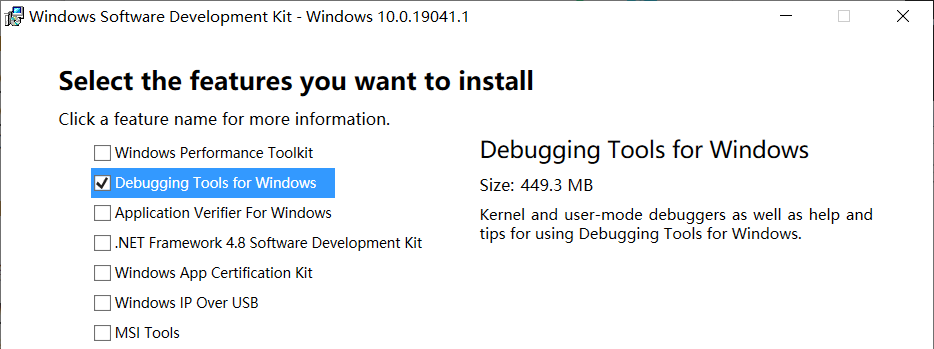 Windows Software Development Kit - Windows 10.0.19041.1
Select the features you want to install
Click a feature name for more information.
Windows Performance Toolkit
Debugging Tools for Windows
Application Verifier For Windows
.NET Framework 4.8 Software Development Kit
Windows App Certification Kit
Windows IP Over USB
MSI Tools
Debugging Tools for Windows
Size: 449.3 MB
Kernel and user-mode debuggers as well as help and
tips for using Debugging Tools for Windows.